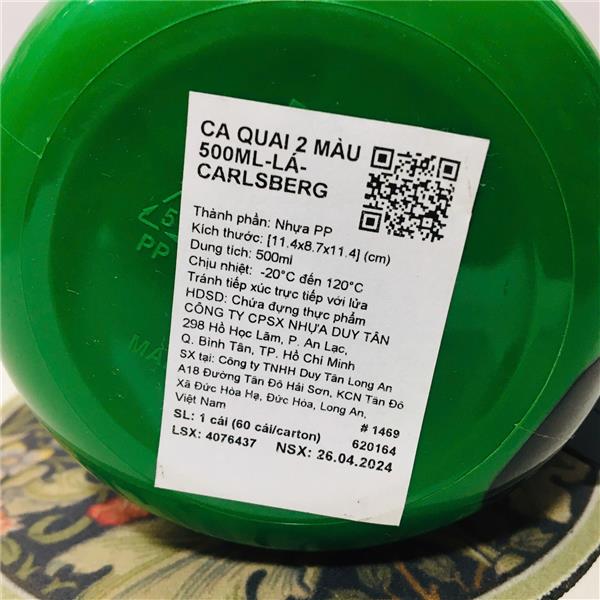 CA QUAI 2 MÀU
500ML-LÁ-
CARLSBERG
Thành phần: Nhựa PP
Kích thước: [11.4x8.7x11.4] (cm)
Dung tích: 500ml
Chịu nhiệt: -20°C đến 120°C
Tránh tiếp xúc trực tiếp với lửa
HDSD: Chứa đựng thực phẩm
CÔNG TY CPSX NHỰA DUY TÂN
298 Hồ Học Lãm, P. An Lạc,
Q. Bình Tân, TP. Hồ Chí Minh
SX tại: Công ty TNHH Duy Tân Long An
A18 Đường Tân Đô Hải Sơn, KCN Tân Đô
Xã Đức Hòa Hạ, Đức Hòa, Long An,
Việt Nam
# 1469
SL: 1 cái (60 cái/carton) 620164
LSX: 4076437 NSX: 26.04.2024
5
PP
MA